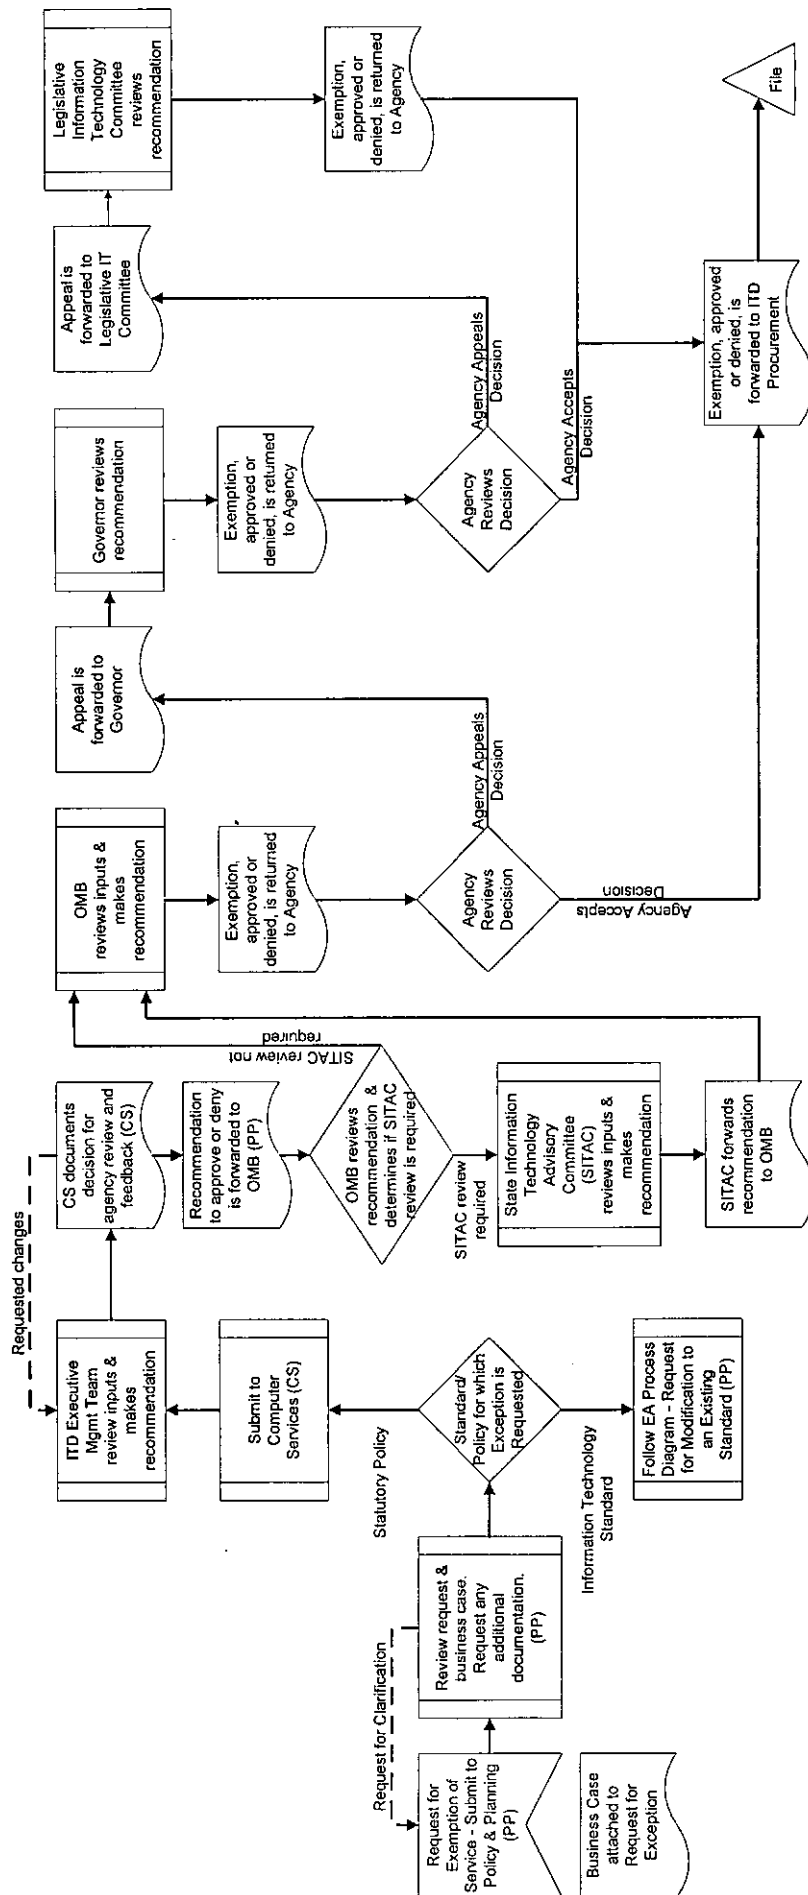 Request for
Exemption of
Service - Submit to
Policy & Planning
(PP)
Business Case
attached to
Request for
Exception
Request for Clarification
Review request &
business case.
Request any
additional
documentation.
(PP)
Standard/
Policy for which
Exception is
Requested
Statutory Policy
Information Technology
Standard
Follow EA Process
Diagram - Request
for Modification to
an Existing
Standard (PP)
Submit to
Computer
Services (CS)
ITD Executive
Mgmt Team
review inputs &
makes
recommendation
Requested changes
CS documents
decision for
agency review and
feedback (CS)
Recommendation
to approve or deny
is forwarded to
OMB (PP)
OMB reviews
recommendation &
determines if SITAC
review is required
SITAC review not
required
SITAC review
required
State Information
Technology
Advisory
Committee
(SITAC)
reviews inputs &
makes
recommendation
SITAC forwards
recommendation
to OMB
OMB
reviews inputs &
makes
recommendation
Exemption,
approved or
denied, is returned
to Agency
Agency
Reviews
Decision
Agency Appeals
Decision
Agency Accepts
Decision
Appeal is
forwarded to
Governor
Governor reviews
recommendation
Exemption,
approved or
denied, is returned
to Agency
Agency
Reviews
Decision
Agency Appeals
Decision
Agency Accepts
Decision
Appeal is
forwarded to
Legislative IT
Committee
Legislative
Information
Technology
Committee
reviews
recommendation
Exemption,
approved or
denied, is returned
to Agency
Exemption, approved
or denied, is
forwarded to ITD
Procurement
File